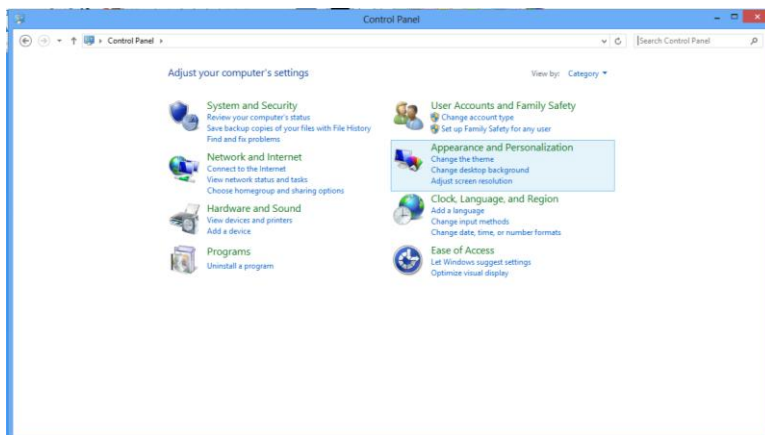 Control Panel
Control Panel
Search Control Panel
Adjust your computer's settings
View by: Category
System and Security
Review your computer's status
Save backup copies of your files with File History
Find and fix problems
Network and Internet
Connect to the Internet
View network status and tasks
Choose homegroup and sharing options
Hardware and Sound
View devices and printers
Add a device
Programs
Uninstall a program
User Accounts and Family Safety
Change account type
Set up Family Safety for any user
Appearance and Personalization
Change the theme
Change desktop background
Adjust screen resolution
Clock, Language, and Region
Add a language
Change input methods
Change date, time, or number formats
Ease of Access
Let Windows suggest settings
Optimize visual display